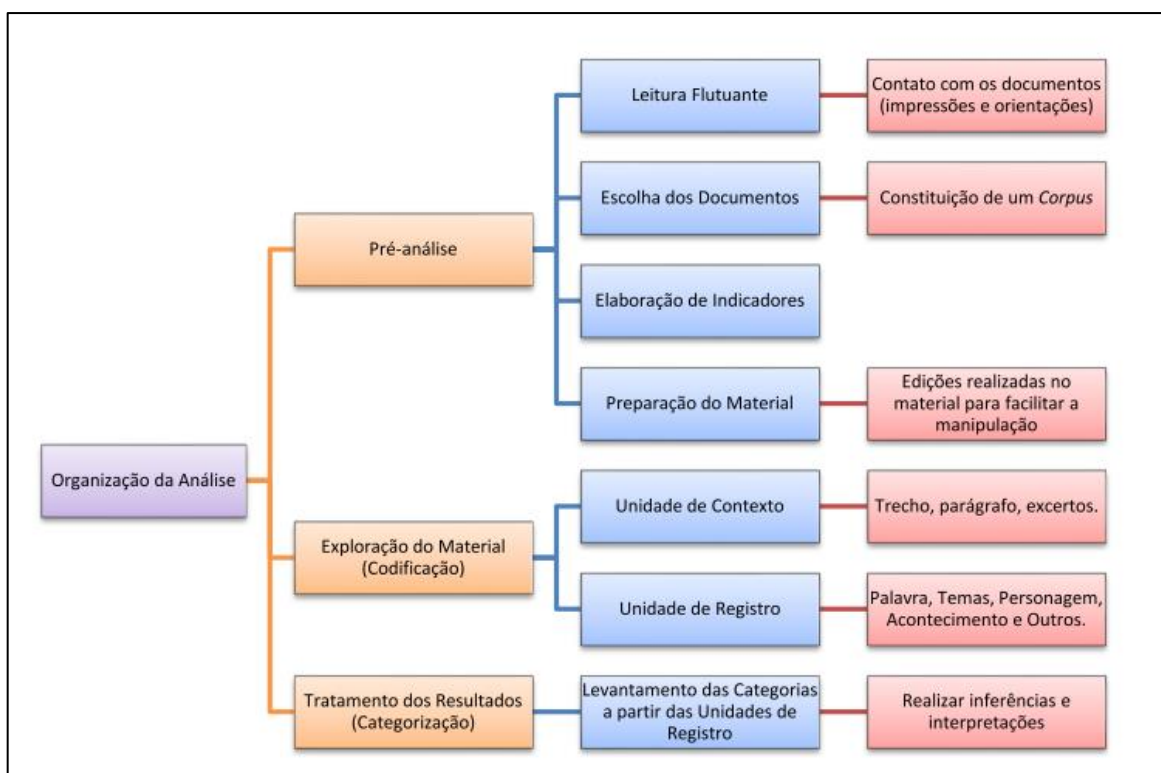 Leitura Flutuante
Contato com os documentos
(impressões e orientações)
Escolha dos Documentos
Constituição de um Corpus
Pré-análise
Elaboração de Indicadores
Preparação do Material
Edições realizadas no
material para facilitar a
manipulação
Organização da Análise
Unidade de Contexto
Trecho, parágrafo, excertos.
Exploração do Material
(Codificação)
Unidade de Registro
Palavra, Temas, Personagem,
Acontecimento e Outros.
Tratamento dos Resultados
(Categorização)
Levantamento das Categorias
a partir das Unidades de
Registro
Realizar inferências e
interpretações